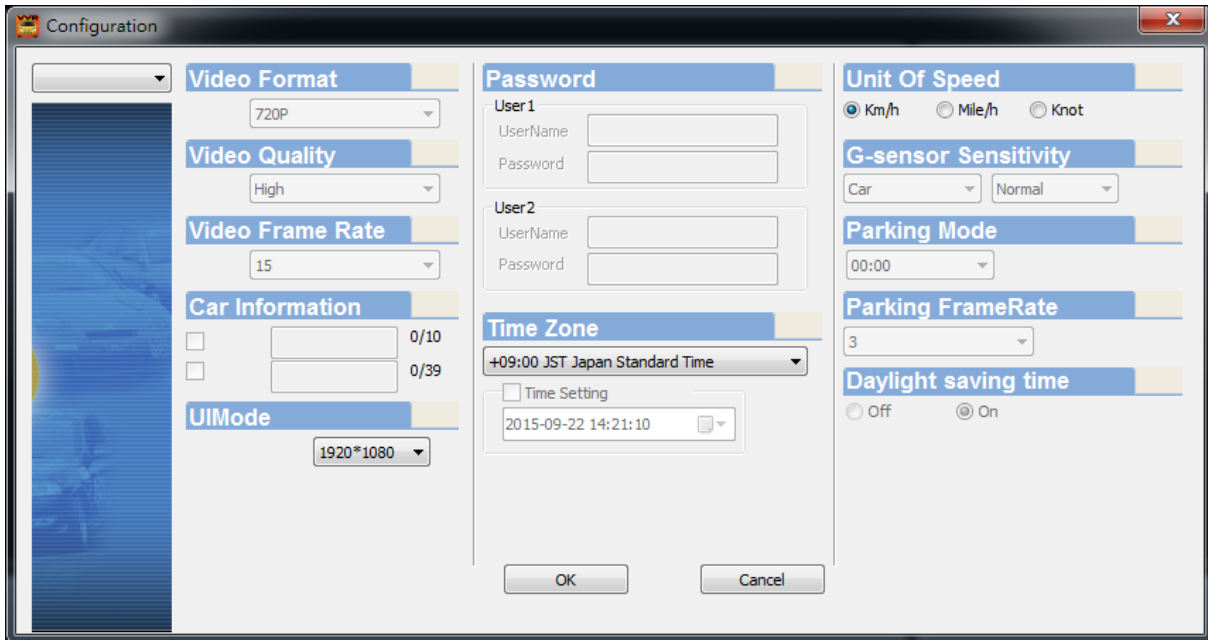 Configuration
Video Format
720P
Video Quality
High
Video Frame Rate
15
Car Information
0/10
0/39
UIMode
1920*1080
Password
User1
UserName
Password
User2
UserName
Password
Time Zone
+09:00 JST Japan Standard Time
Time Setting
2015-09-22 14:21:10
OK
Cancel
Unit Of Speed
Km/h Mile/h Knot
G-sensor Sensitivity
Car Normal
Parking Mode
00:00
Parking FrameRate
3
Daylight saving time
Off On